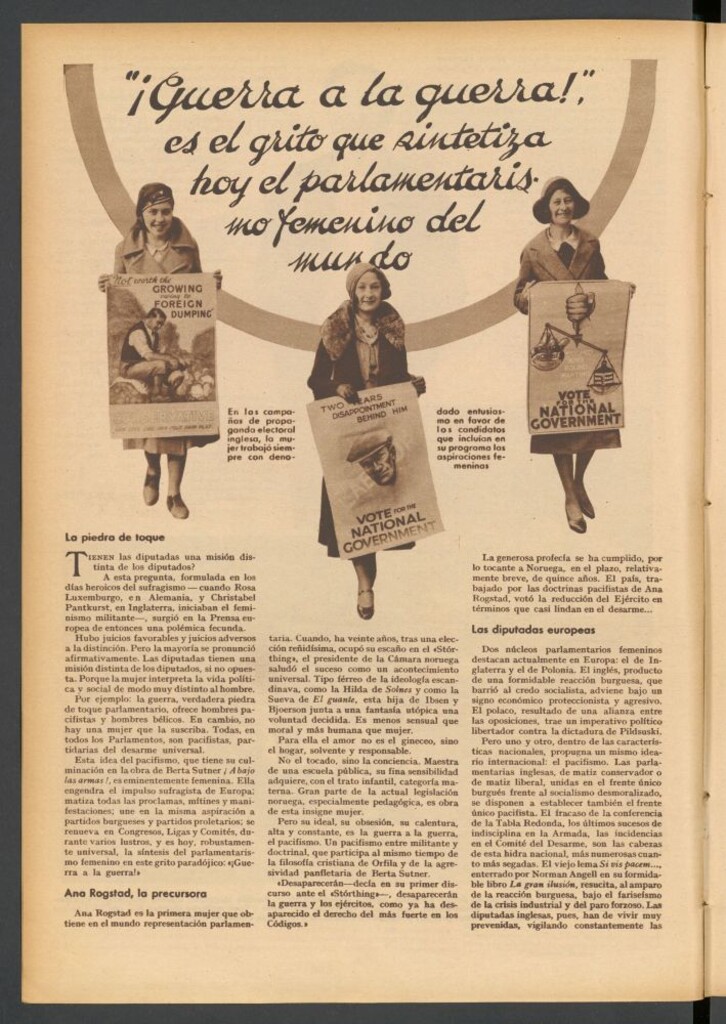 "¡Guerra a la guerra!",
es el grito que sintetiza
hoy el parlamentaris-
mo femenino del
mundo
Not worth the
GROWING
owing to
FOREIGN
DUMPING
TWO YEARS
DISAPPOINTMENT
BEHIND HIM
VOTE FOR THE
NATIONAL
GOVERNMENT
VOTE
FOR THE
NATIONAL
GOVERNMENT
En las campa-
ñas de propa-
ganda electoral
inglesa, la mu-
jer trabajó siem-
pre con deno-
dado entusias-
mo en favor de
los candidatos
que incluían en
su programa las
aspiraciones fe-
meninas
La piedra de toque
TIENEN las diputadas una misión dis-
tinta de los diputados?
A esta pregunta, formulada en los
días heroicos del sufragismo — cuando Rosa
Luxemburgo, en Alemania, y Christabel
Pantkurst, en Inglaterra, iniciaban el femi-
nismo militante—, surgió en la Prensa eu-
ropea de entonces una polémica fecunda.
Hubo juicios favorables y juicios adversos
a la distinción. Pero la mayoría se pronunció
afirmativamente. Las diputadas tienen una
misión distinta de los diputados, si no opues-
ta. Porque la mujer interpreta la vida políti-
ca y social de modo muy distinto al hombre.
Por ejemplo: la guerra, verdadera piedra
de toque parlamentario, ofrece hombres pa-
cifistas y hombres bélicos. En cambio, no
hay una mujer que la suscriba. Todas, en
todos los Parlamentos, son pacifistas, par-
tidarias del desarme universal.
Esta idea del pacifismo, que tiene su cul-
minación en la obra de Berta Sutner ¡Abajo
las armas!, es eminentemente femenina. Ella
engendra el impulso sufragista de Europa;
matiza todas las proclamas, mítines y mani-
festaciones; une en la misma aspiración a
partidos burgueses y partidos proletarios; se
renueva en Congresos, Ligas y Comités, du-
rante varios lustros, y es hoy, robustamen-
te universal, la síntesis del parlamentaris-
mo femenino en este grito paradójico: «¡Gue-
rra a la guerra!»
Ana Rogstad, la precursora
Ana Rogstad es la primera mujer que ob-
tiene en el mundo representación parlamen-
taria. Cuando, ha veinte años, tras una elec-
ción reñidísima, ocupó su escaño en el «Stör-
thing», el presidente de la Cámara noruega
saludó el suceso como un acontecimiento
universal. Tipo férreo de la ideología escan-
dinava, como la Hilda de Solnes y como la
Sueva de El guante, esta hija de Ibsen y
Bjoerson junta a una fantasía utópica una
voluntad decidida. Es menos sensual que
moral y más humana que mujer.
Para ella el amor no es el gineceo, sino
el hogar, solvente y responsable.
No el tocado, sino la conciencia. Maestra
de una escuela pública, su fina sensibilidad
adquiere, con el trato infantil, categoría ma-
terna. Gran parte de la actual legislación
noruega, especialmente pedagógica, es obra
de esta insigne mujer.
Pero su ideal, su obsesión, su calentura,
alta y constante, es la guerra a la guerra,
el pacifismo. Un pacifismo entre militante y
doctrinal, que participa al mismo tiempo de
la filosofía cristiana de Orfila y de la agre-
sividad panfletaria de Berta Sutner.
«Desaparecerán—decía en su primer dis-
curso ante el «Störthing»—, desaparecerán
la guerra y los ejércitos, como ya ha des-
aparecido el derecho del más fuerte en los
Códigos.»
La generosa profecía se ha cumplido, por
lo tocante a Noruega, en el plazo, relativa-
mente breve, de quince años. El país, tra-
bajado por las doctrinas pacifistas de Ana
Rogstad, votó la reducción del Ejército en
términos que casi lindan en el desarme...
Las diputadas europeas
Dos núcleos parlamentarios femeninos
destacan actualmente en Europa: el de In-
glaterra y el de Polonia. El inglés, producto
de una formidable reacción burguesa, que
barrió al credo socialista, adviene bajo un
signo económico proteccionista y agresivo.
El polaco, resultado de una alianza entre
las oposiciones, trae un imperativo político
libertador contra la dictadura de Pildsuski.
Pero uno y otro, dentro de las caracterís-
ticas nacionales, propugna un mismo idea-
rio internacional: el pacifismo. Las parla-
mentarias inglesas, de matiz conservador o
de matiz liberal, unidas en el frente único
burgués frente al socialismo desmoralizado,
se disponen a establecer también el frente
único pacifista. El fracaso de la conferencia
de la Tabla Redonda, los últimos sucesos de
indisciplina en la Armada, las incidencias
en el Comité del Desarme, son las cabezas
de esta hidra nacional, más numerosas cuan-
to más segadas. El viejo lema Si vis pacem...,
enterrado por Norman Angell en su formida-
ble libro La gran ilusión, resucita, al amparo
de la reacción burguesa, bajo el fariseísmo
de la crisis industrial y del paro forzoso. Las
diputadas inglesas, pues, han de vivir muy
prevenidas, vigilando constantemente las